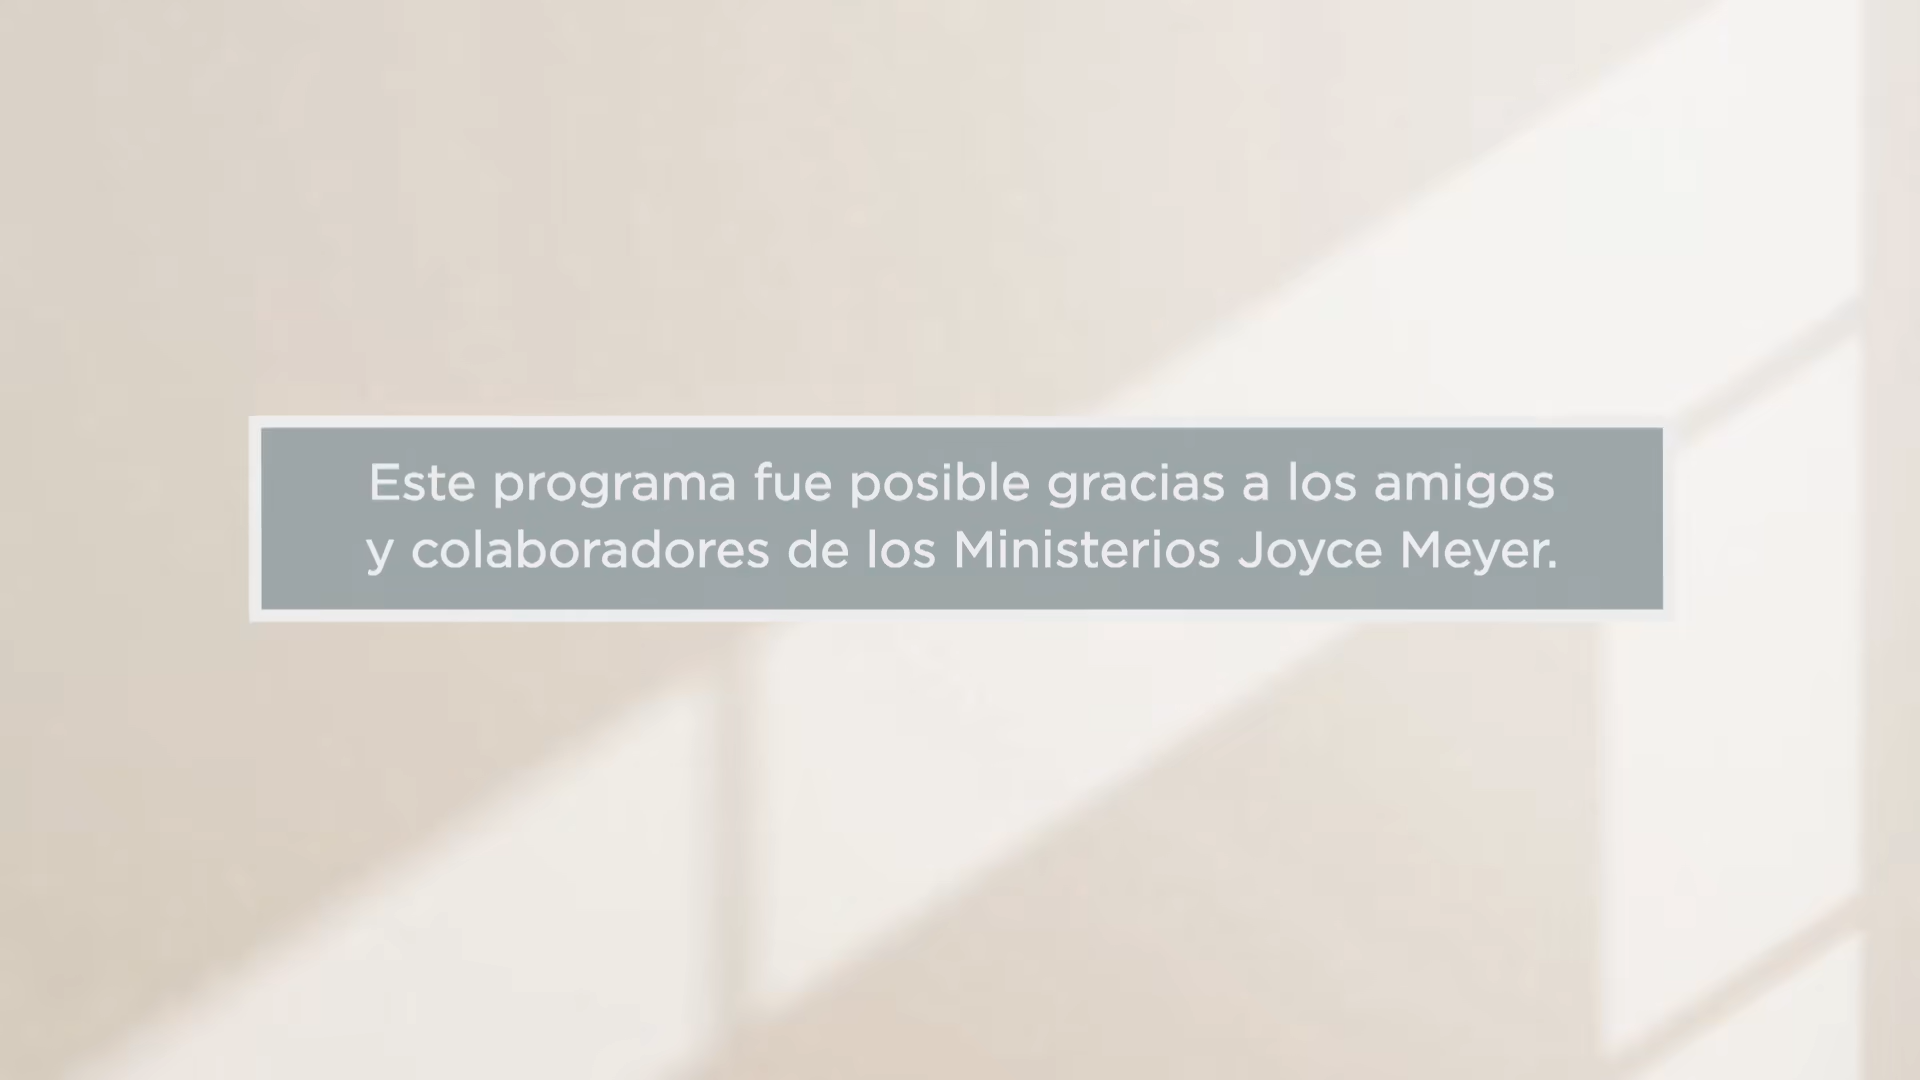 Este programa fue posible gracias a los amigos
y colaboradores de los Ministerios Joyce Meyer.